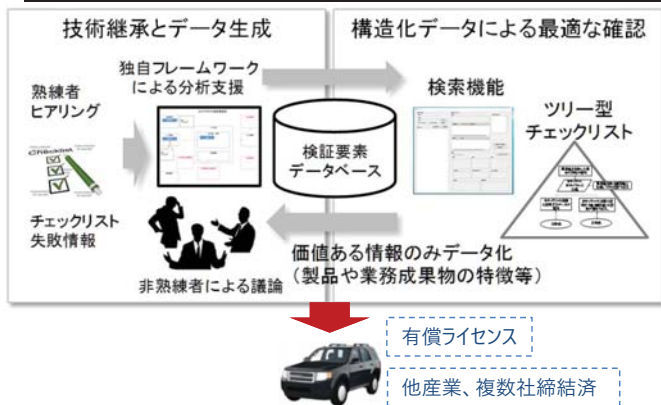 技術継承とデータ生成
構造化データによる最適な確認
熟練者
ヒアリング
独自フレームワーク
による分析支援
検索機能
ツリー型
チェックリスト
検証要素
データベース
チェックリスト
失敗情報
非熟練者による議論
価値ある情報のみデータ化
(製品や業務成果物の特徴等)
有償ライセンス
他産業、複数社締結済